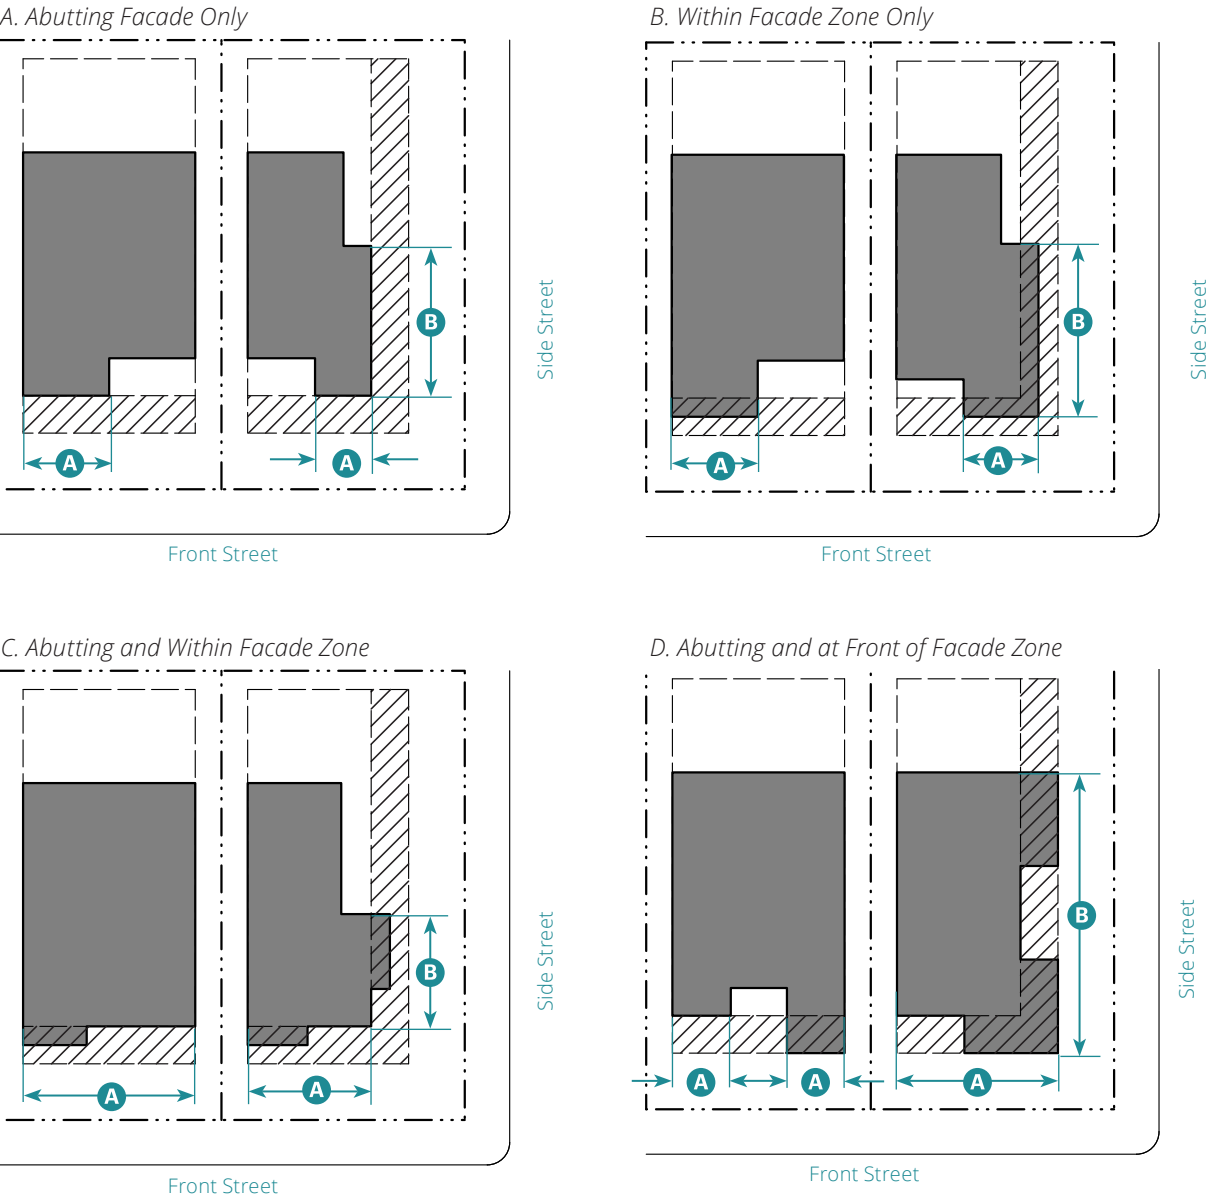 A. Abutting Facade Only
B
A
A
Side Street
Front Street
B. Within Facade Zone Only
B
A
A
Side Street
Front Street
C. Abutting and Within Facade Zone
B
A
A
Side Street
Front Street
D. Abutting and at Front of Facade Zone
B
A
A
A
Side Street
Front Street